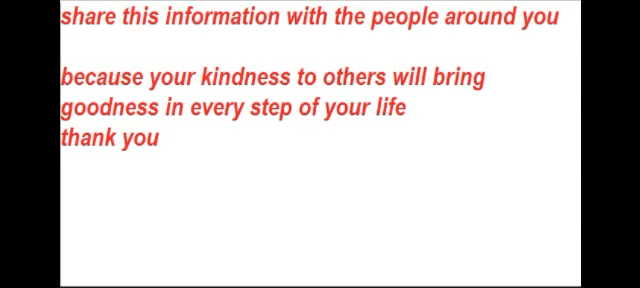 share this information with the people around you
because your kindness to others will bring
goodness in every step of your life
thank you